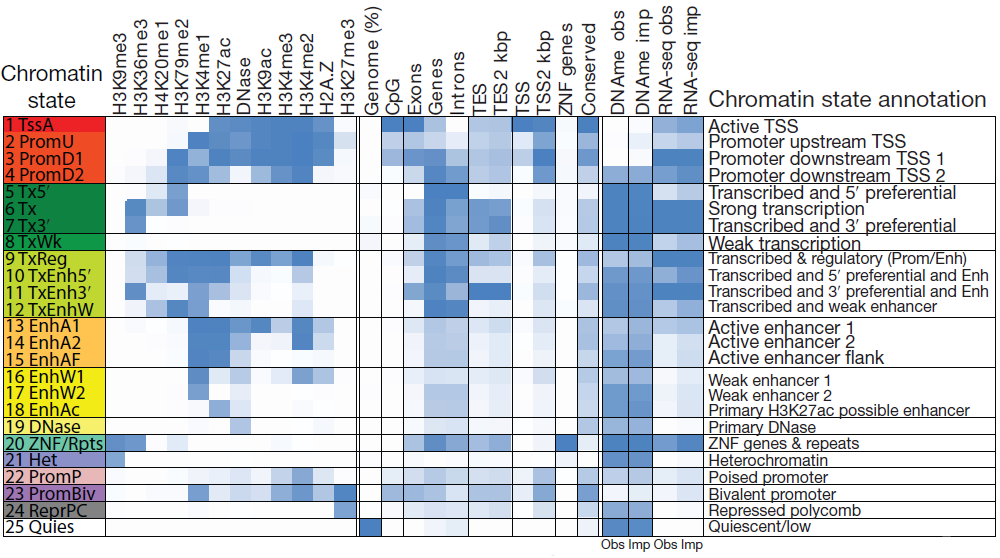 Chromatin state
H3K9me3
H3K36me3
H4K20me1
H3K79me2
H3K4me1
H3K27ac
DNase
H3K9ac
H3K4me3
H3K4me2
H2A.Z
H3K27me3
Genome (%)
CpG
Exons
Genes
Introns
TES
TES2 kbp
TSS
TSS2 kbp
ZNF genes
Conserved
DNAme obs
DNAme imp
RNA-seq obs
RNA-seq imp
Chromatin state annotation
1 TssA Active TSS
2 PromU Promoter upstream TSS
3 PromD1 Promoter downstream TSS 1
4 PromD2 Promoter downstream TSS 2
5 Tx5′ Transcribed and 5′ preferential
6 Tx Strong transcription
7 Tx3′ Transcribed and 3′ preferential
8 TxWk Weak transcription
9 TxReg Transcribed & regulatory (Prom/Enh)
10 TxEnh5′ Transcribed and 5′ preferential and Enh
11 TxEnh3′ Transcribed and 3′ preferential and Enh
12 TxEnhW Transcribed and weak enhancer
13 EnhA1 Active enhancer 1
14 EnhA2 Active enhancer 2
15 EnhAF Active enhancer flank
16 EnhW1 Weak enhancer 1
17 EnhW2 Weak enhancer 2
18 EnhAc Primary H3K27ac possible enhancer
19 DNase Primary DNase
20 ZNF/Rpts ZNF genes & repeats
21 Het Heterochromatin
22 PromP Poised promoter
23 PromBiv Bivalent promoter
24 ReprPC Repressed polycomb
25 Quies Quiescent/low
Obs Imp Obs Imp